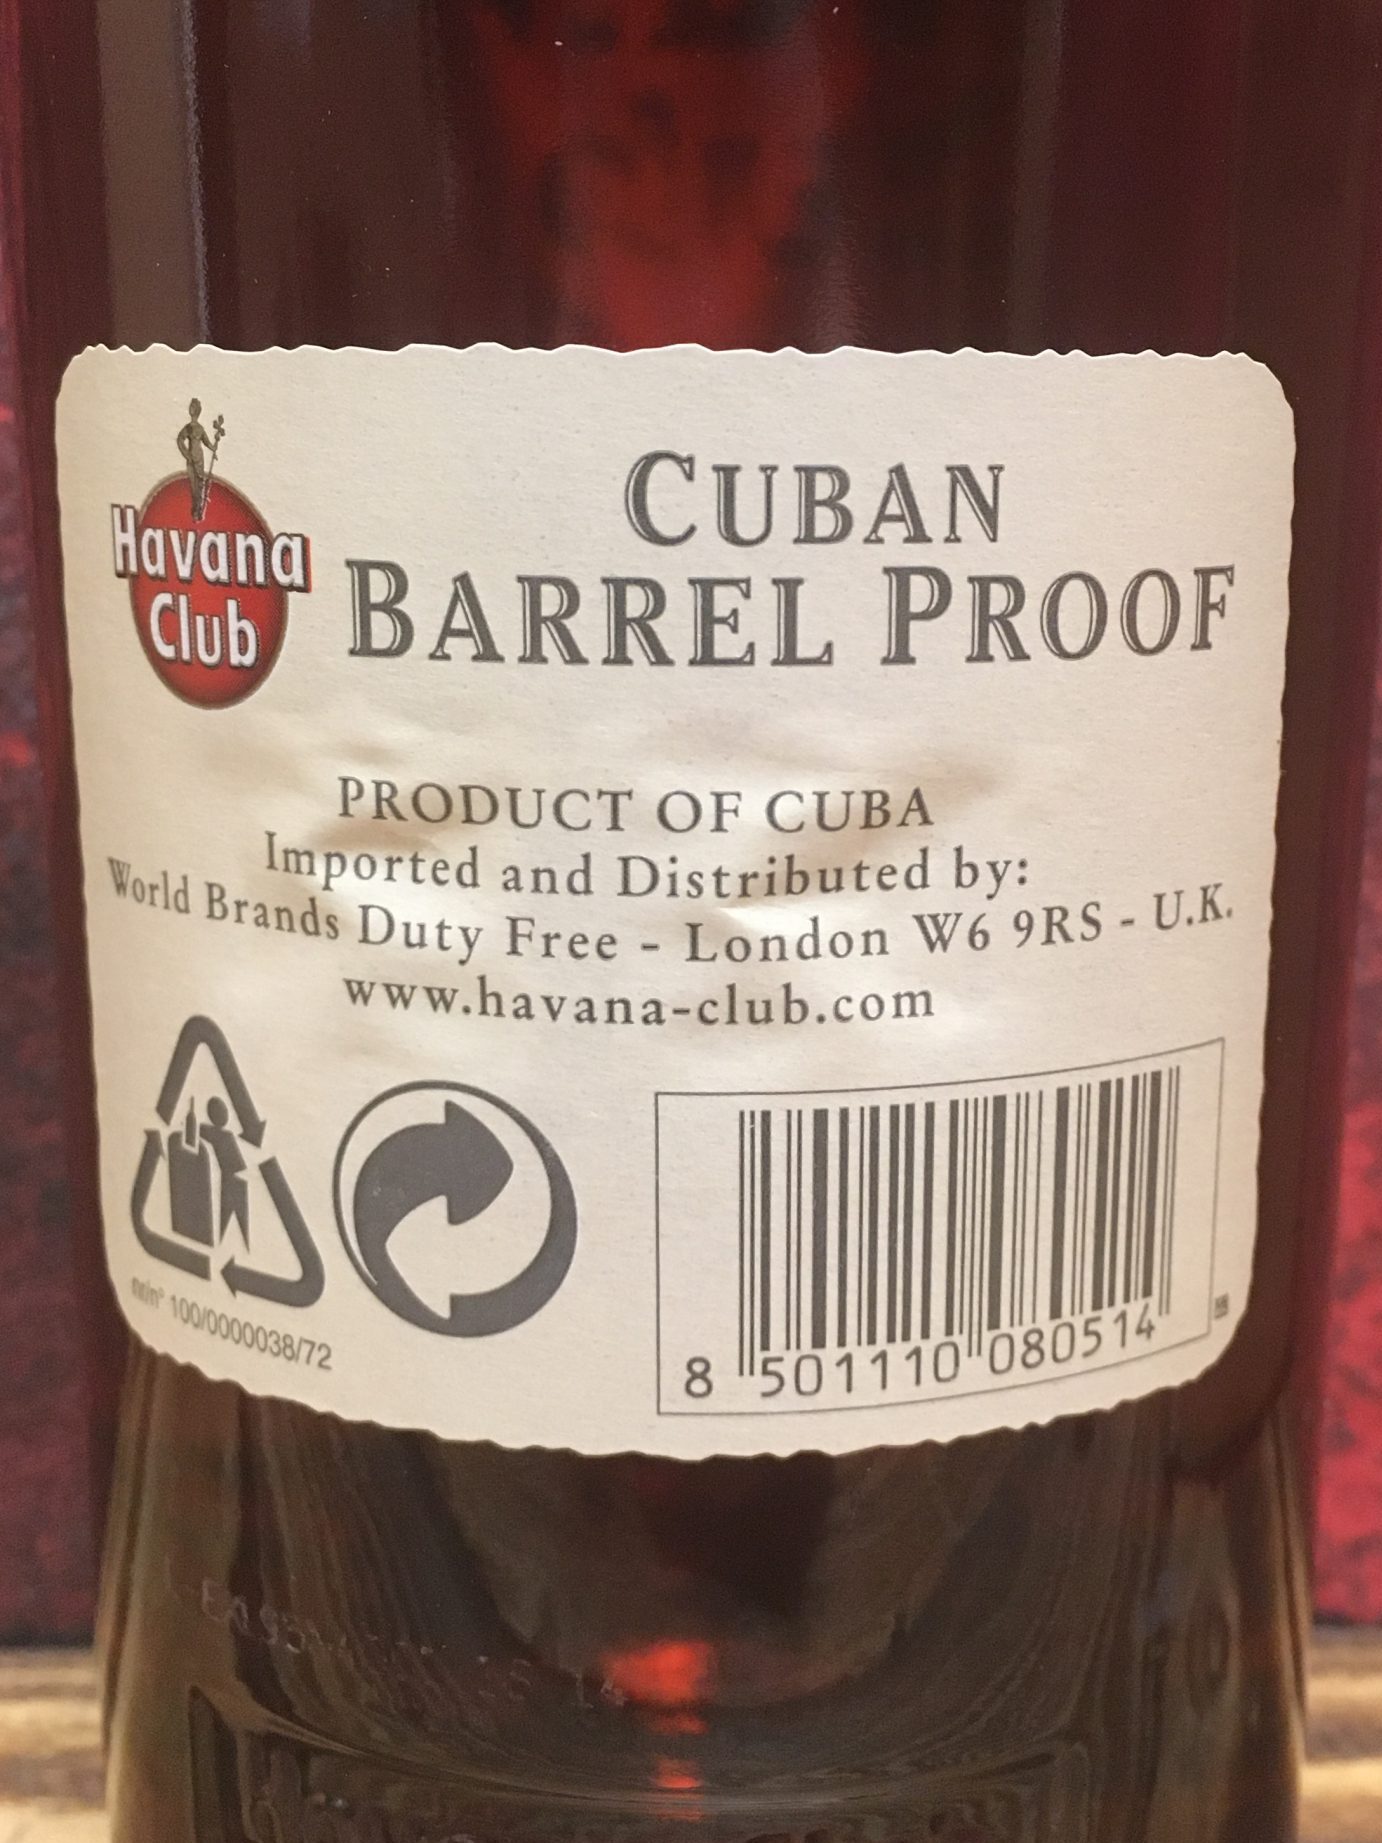 Havana
Club
CUBAN
BARREL PROOF
PRODUCT OF CUBA
Imported and Distributed by:
World Brands Duty Free - London W6 9RS - U.K.
www.havana-club.com
100/0000038/72
8 501110 080514